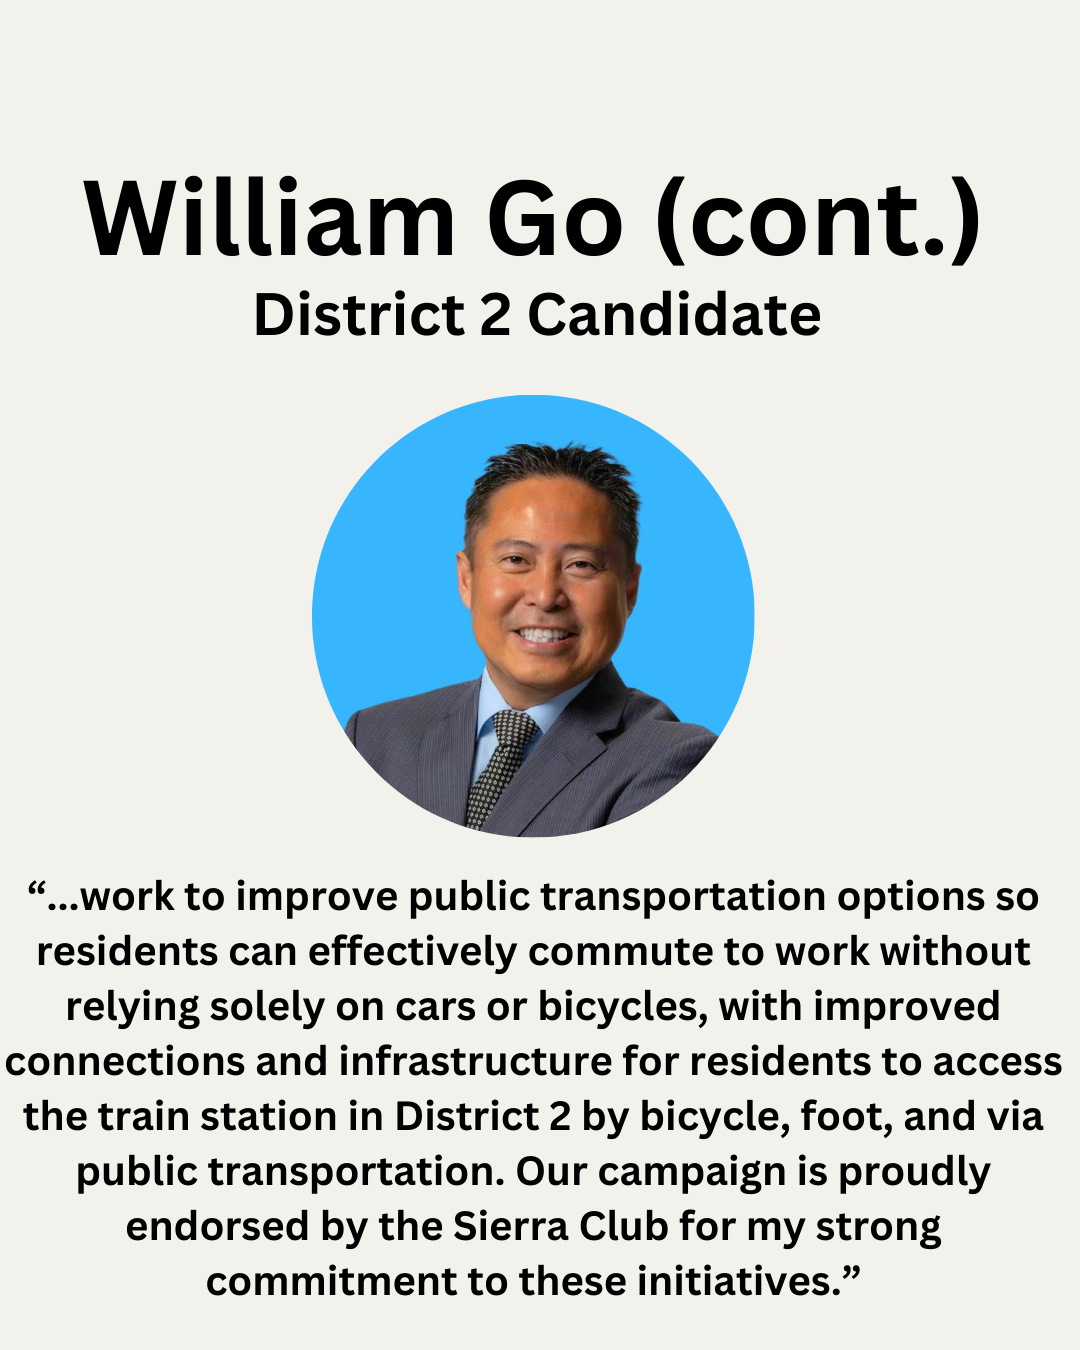 William Go (cont.)
District 2 Candidate
“...work to improve public transportation options so
residents can effectively commute to work without
relying solely on cars or bicycles, with improved
connections and infrastructure for residents to access
the train station in District 2 by bicycle, foot, and via
public transportation. Our campaign is proudly
endorsed by the Sierra Club for my strong
commitment to these initiatives.”